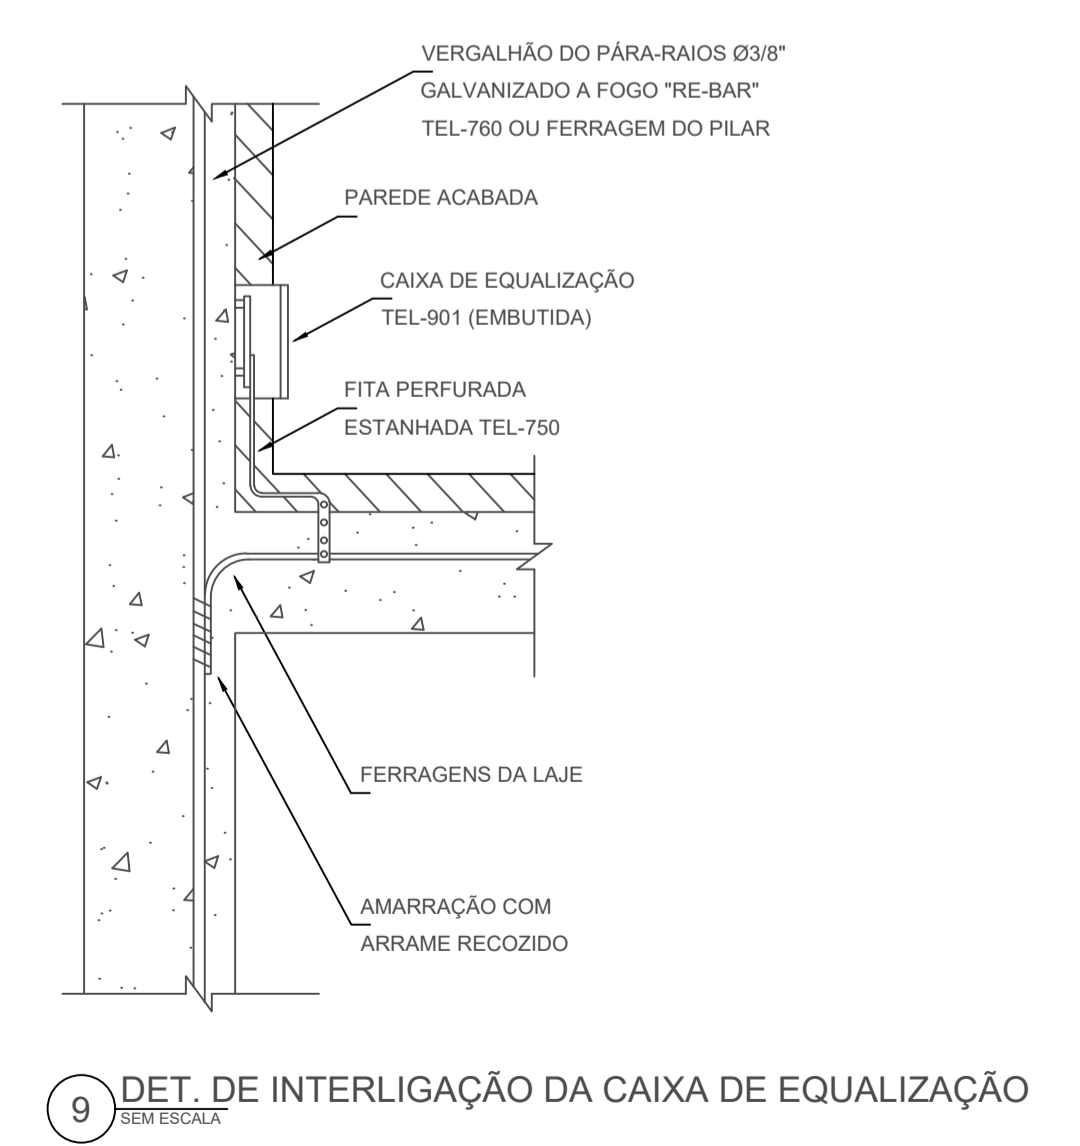 VERGALHÃO DO PÁRA-RAIOS Ø3/8"
GALVANIZADO A FOGO "RE-BAR"
TEL-760 OU FERRAGEM DO PILAR
PAREDE ACABADA
CAIXA DE EQUALIZAÇÃO
TEL-901 (EMBUTIDA)
FITA PERFURADA
ESTANHADA TEL-750
FERRAGENS DA LAJE
AMARRAÇÃO COM
ARRAME RECOZIDO
9 DET. DE INTERLIGAÇÃO DA CAIXA DE EQUALIZAÇÃO
SEM ESCALA